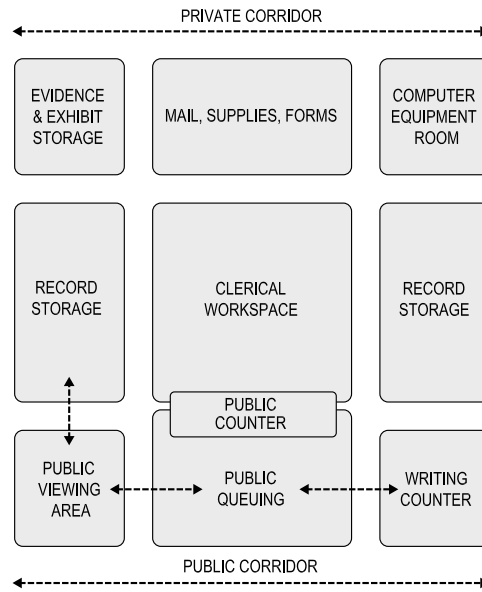 PRIVATE CORRIDOR
EVIDENCE
& EXHIBIT
STORAGE
MAIL, SUPPLIES, FORMS
COMPUTER
EQUIPMENT
ROOM
RECORD
STORAGE
CLERICAL
WORKSPACE
RECORD
STORAGE
PUBLIC
COUNTER
PUBLIC
VIEWING
AREA
PUBLIC
QUEUING
WRITING
COUNTER
PUBLIC CORRIDOR